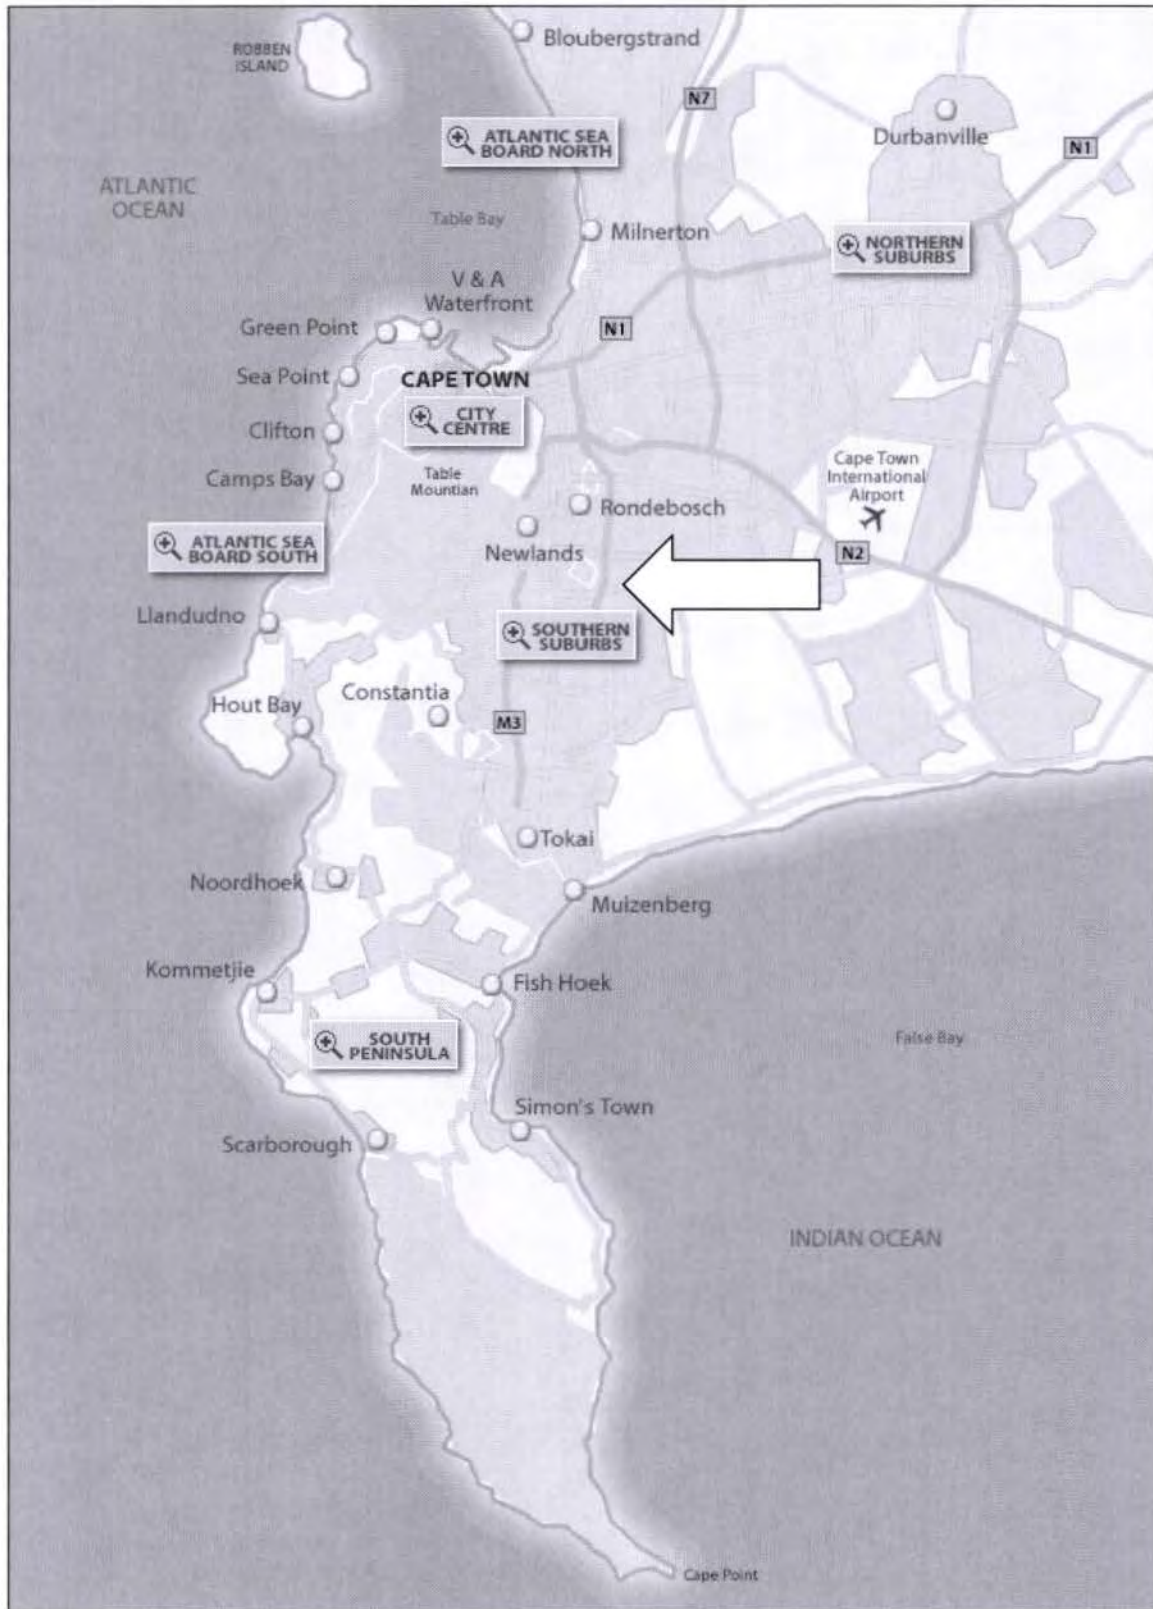 Bloubergstrand
ROBBEN
ISLAND
N7
Durbanville
ATLANTIC SEA
BOARD NORTH
N1
ATLANTIC
OCEAN
Table Bay
Milnerton
NORTHERN
SUBURBS
V & A
Waterfront
Green Point
N1
Sea Point
CAPE TOWN
CITY
CENTRE
Clifton
Camps Bay
Table
Mountian
Cape Town
International
Airport
Rondebosch
ATLANTIC SEA
BOARD SOUTH
Newlands
N2
Llandudno
SOUTHERN
SUBURBS
Constantia
Hout Bay
M3
Tokai
Noordhoek
Muizenberg
Kommetjie
Fish Hoek
SOUTH
PENINSULA
False Bay
Simon's Town
Scarborough
INDIAN OCEAN
Cape Point